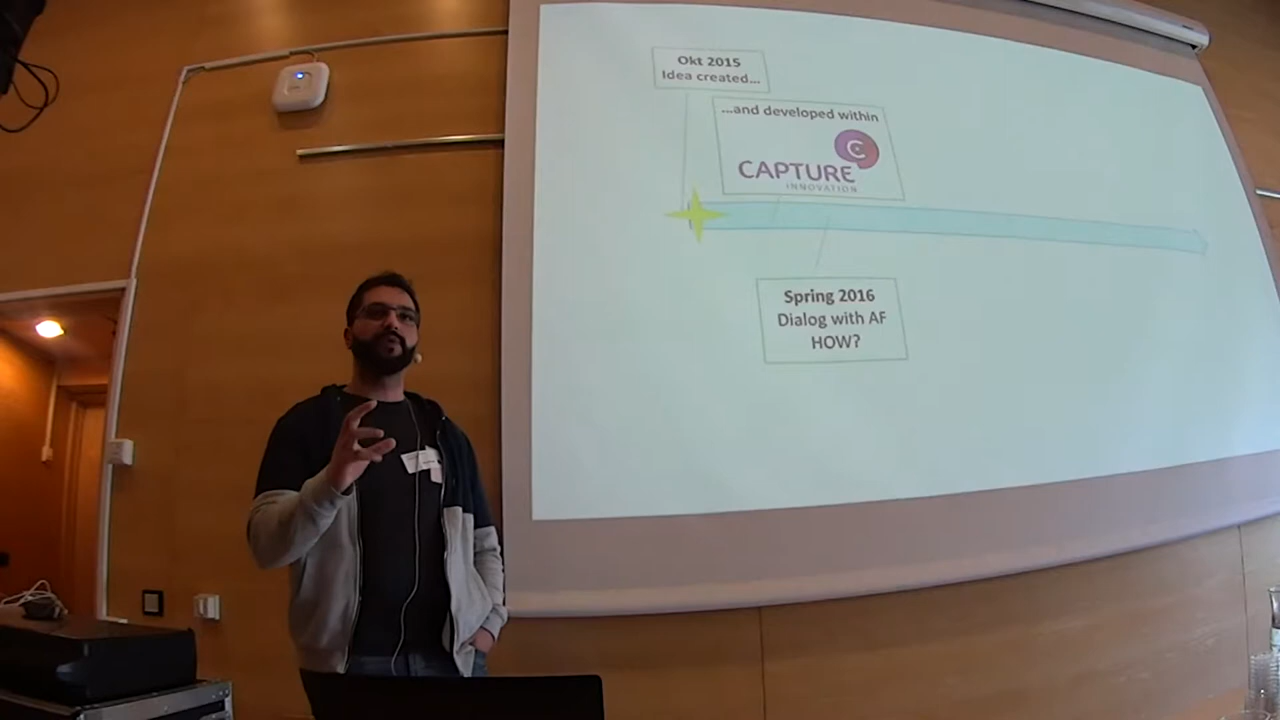 Okt 2015
Idea created...
...and developed within
C
CAPTURE
INNOVATION
Spring 2016
Dialog with AF
HOW?